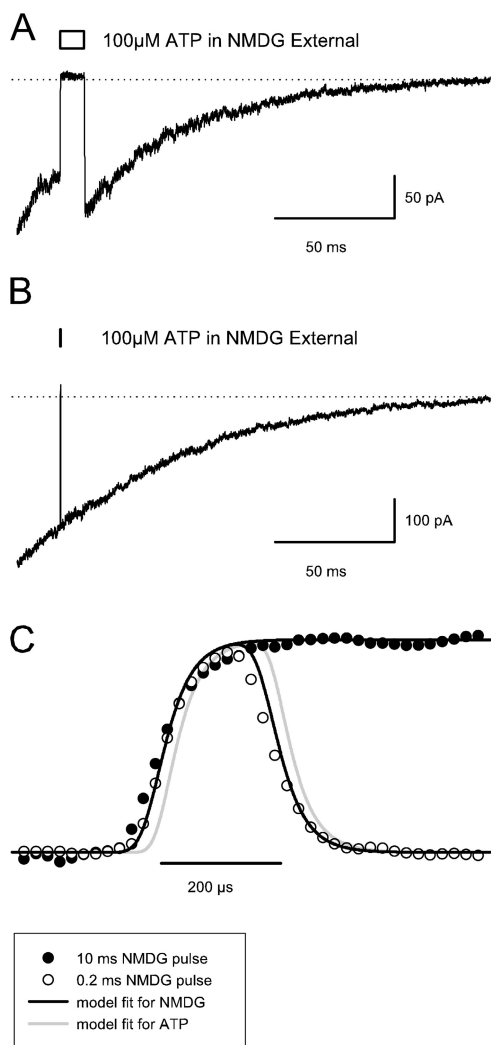 A
100µM ATP in NMDG External
50 pA
50 ms
B
100µM ATP in NMDG External
100 pA
50 ms
C
200 µs
10 ms NMDG pulse
0.2 ms NMDG pulse
model fit for NMDG
model fit for ATP